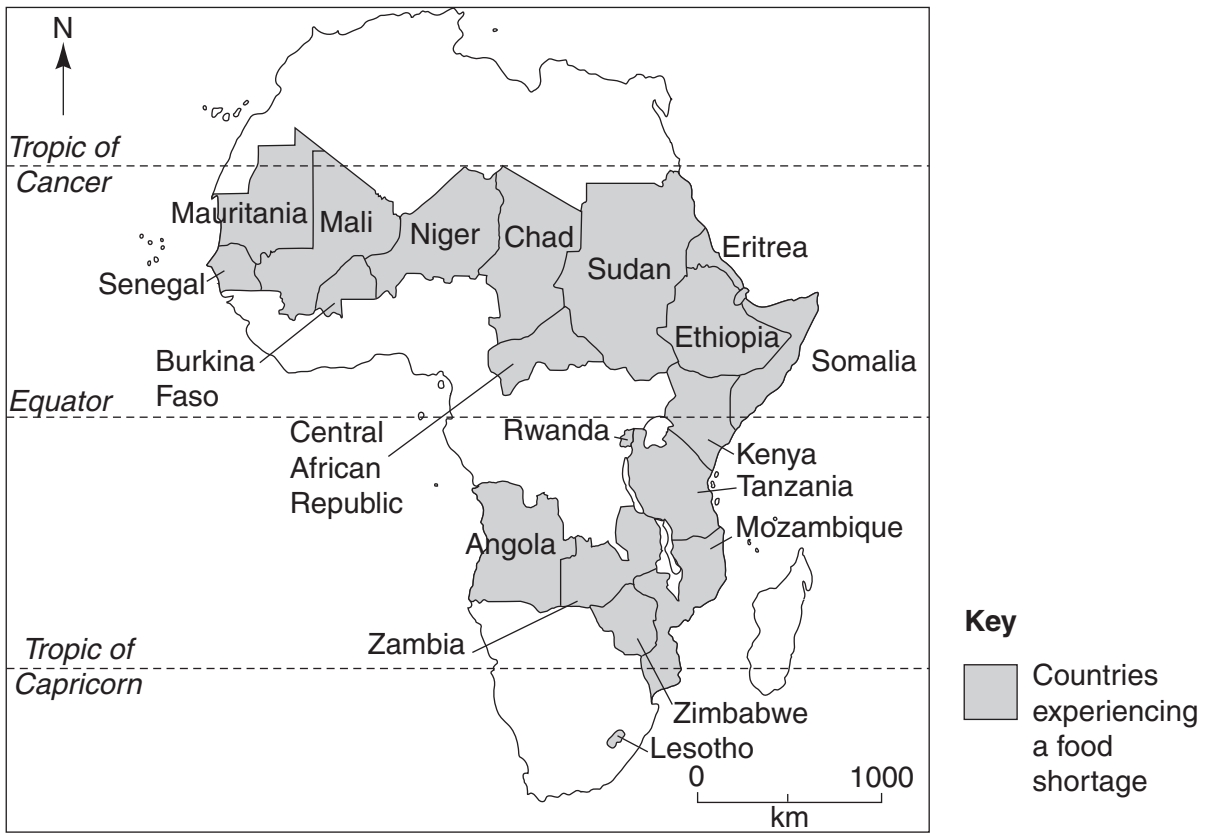 N
Tropic of
Cancer
Mauritania
Mali
Niger
Chad
Sudan
Eritrea
Senegal
Ethiopia
Burkina
Faso
Somalia
Equator
Central
African
Republic
Rwanda
Kenya
Tanzania
Mozambique
Angola
Zambia
Tropic of
Capricorn
Zimbabwe
Lesotho
0 1000
km
Key
Countries
experiencing
a food
shortage